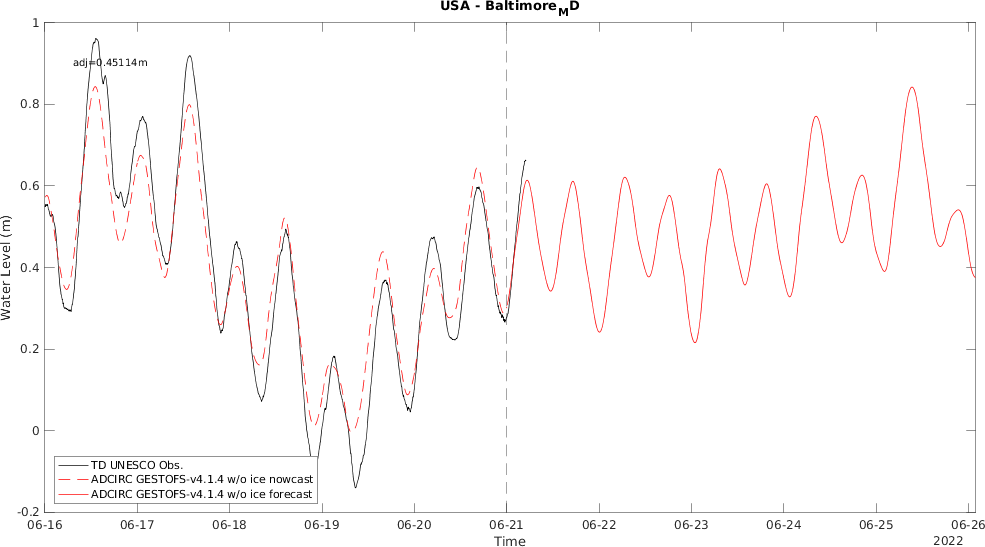 USA - Baltimore_MD
adj=0.45114m
Water Level (m)
1
0.8
0.6
0.4
0.2
0
-0.2
TD UNESCO Obs.
ADCIRC GESTOFS-v4.1.4 w/o ice nowcast
ADCIRC GESTOFS-v4.1.4 w/o ice forecast
06-16 06-17 06-18 06-19 06-20 06-21 06-22 06-23 06-24 06-25 06-26
Time
2022